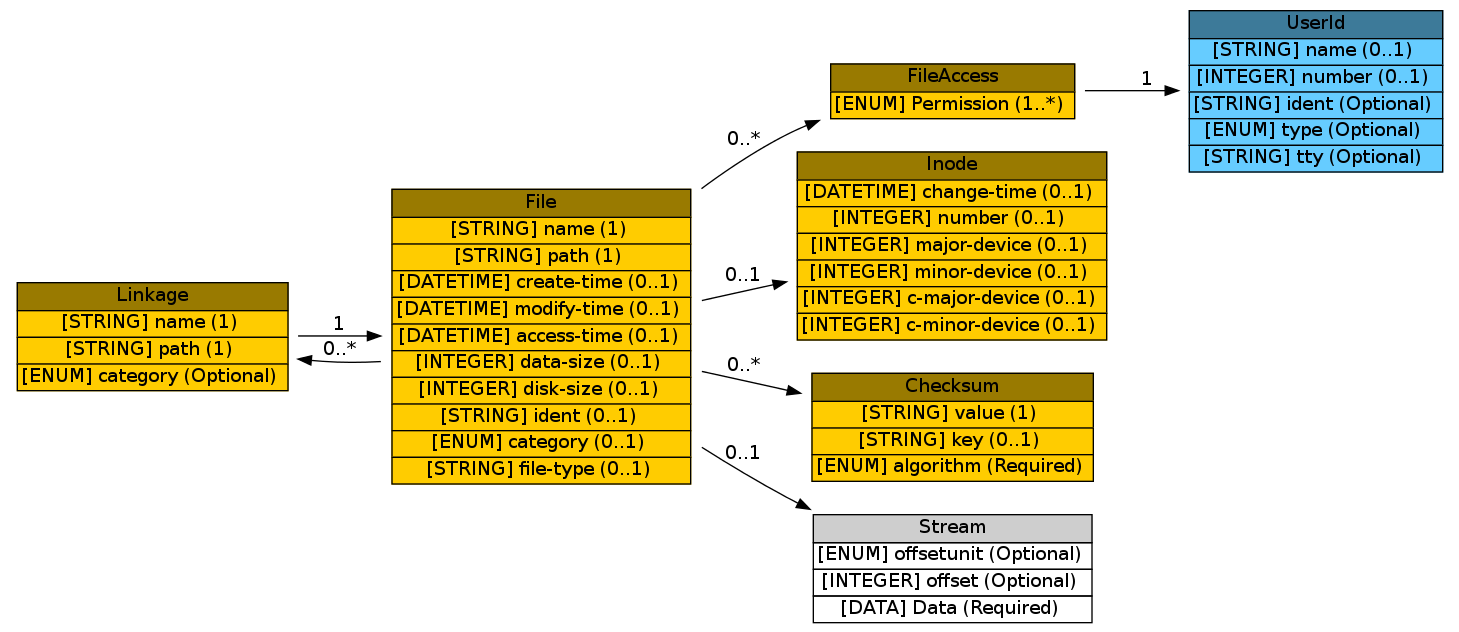 Linkage
[STRING] name (1)
[STRING] path (1)
[ENUM] category (Optional)
1
0..*
File
[STRING] name (1)
[STRING] path (1)
[DATETIME] create-time (0..1)
[DATETIME] modify-time (0..1)
[DATETIME] access-time (0..1)
[INTEGER] data-size (0..1)
[INTEGER] disk-size (0..1)
[STRING] ident (0..1)
[ENUM] category (0..1)
[STRING] file-type (0..1)
0..*
0..1
0..*
0..1
FileAccess
[ENUM] Permission (1..*)
1
UserId
[STRING] name (0..1)
[INTEGER] number (0..1)
[STRING] ident (Optional)
[ENUM] type (Optional)
[STRING] tty (Optional)
Inode
[DATETIME] change-time (0..1)
[INTEGER] number (0..1)
[INTEGER] major-device (0..1)
[INTEGER] minor-device (0..1)
[INTEGER] c-major-device (0..1)
[INTEGER] c-minor-device (0..1)
Checksum
[STRING] value (1)
[STRING] key (0..1)
[ENUM] algorithm (Required)
Stream
[ENUM] offsetunit (Optional)
[INTEGER] offset (Optional)
[DATA] Data (Required)